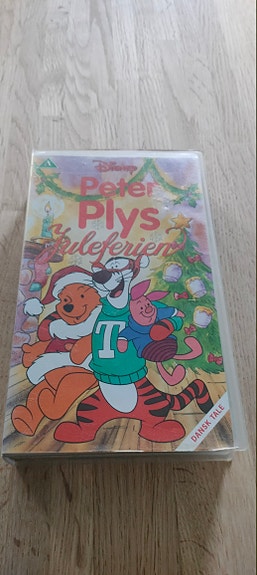 Disney
Peter
Plys
Juleferien
T
DANSK TALE